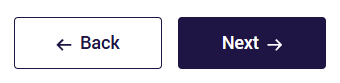 ← Back
Next →